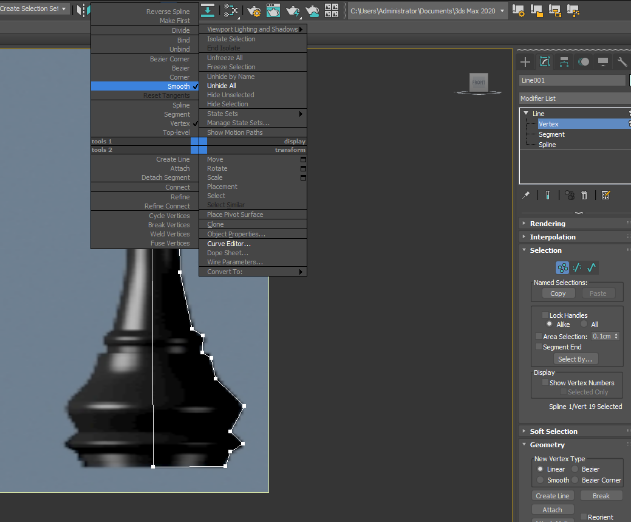 Create Selection Set
C:\Users\Administrator\Documents\3ds Max 2020
Reverse Spline
Make First
Divide
Bind
Unbind
Bezier Corner
Bezier
Corner
Smooth
Reset Tangents
Spline
Segment
Vertex
Top-level
tools 1
tools 2
Create Line
Attach
Detach Segment
Connect
Refine
Refine Connect
Cycle Vertices
Break Vertices
Weld Vertices
Fuse Vertices
Viewport Lighting and Shadows
Isolate Selection
End Isolate
Unfreeze All
Freeze Selection
Unhide by Name
Unhide All
Hide Unselected
Hide Selection
State Sets
Manage State Sets...
Show Motion Paths
display
transform
Move
Rotate
Scale
Placement
Select
Select Similar
Place Pivot Surface
Clone
Object Properties...
Curve Editor...
Dope Sheet...
Wire Parameters...
Convert To:
Line001
Modifier List
Line
Vertex
Segment
Spline
Rendering
Interpolation
Selection
Named Selections:
Copy Paste
Lock Handles
Alike All
Area Selection: 0.1cm
Segment End
Select By...
Display
Show Vertex Numbers
Selected Only
Spline 1/Vert 19 Selected
Soft Selection
Geometry
New Vertex Type
Linear Bezier
Smooth Bezier Corner
Create Line Break
Attach Reorient